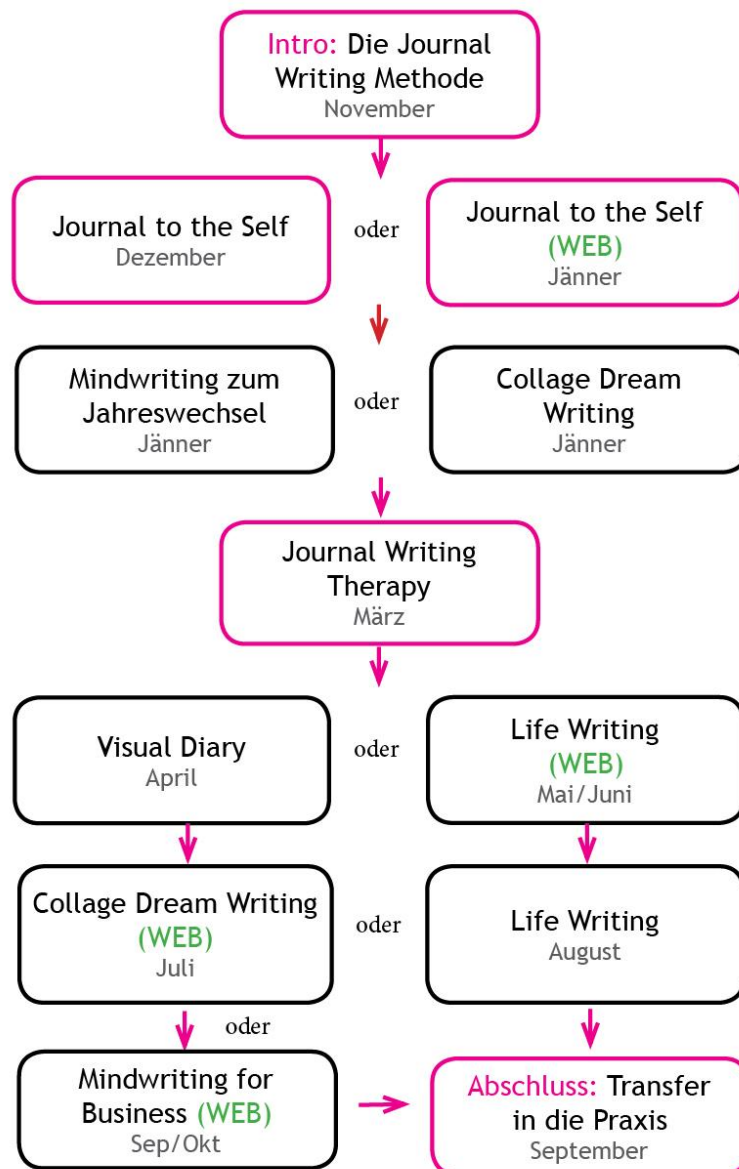 Intro: Die Journal
Writing Methode
November
Journal to the Self
Dezember
oder
Journal to the Self
(WEB)
Jänner
Mindwriting zum
Jahreswechsel
Jänner
oder
Collage Dream
Writing
Jänner
Journal Writing
Therapy
März
Visual Diary
April
oder
Life Writing
(WEB)
Mai/Juni
Collage Dream Writing
(WEB)
Juli
oder
Life Writing
August
oder
Mindwriting for
Business (WEB)
Sep/Okt
Abschluss: Transfer
in die Praxis
September